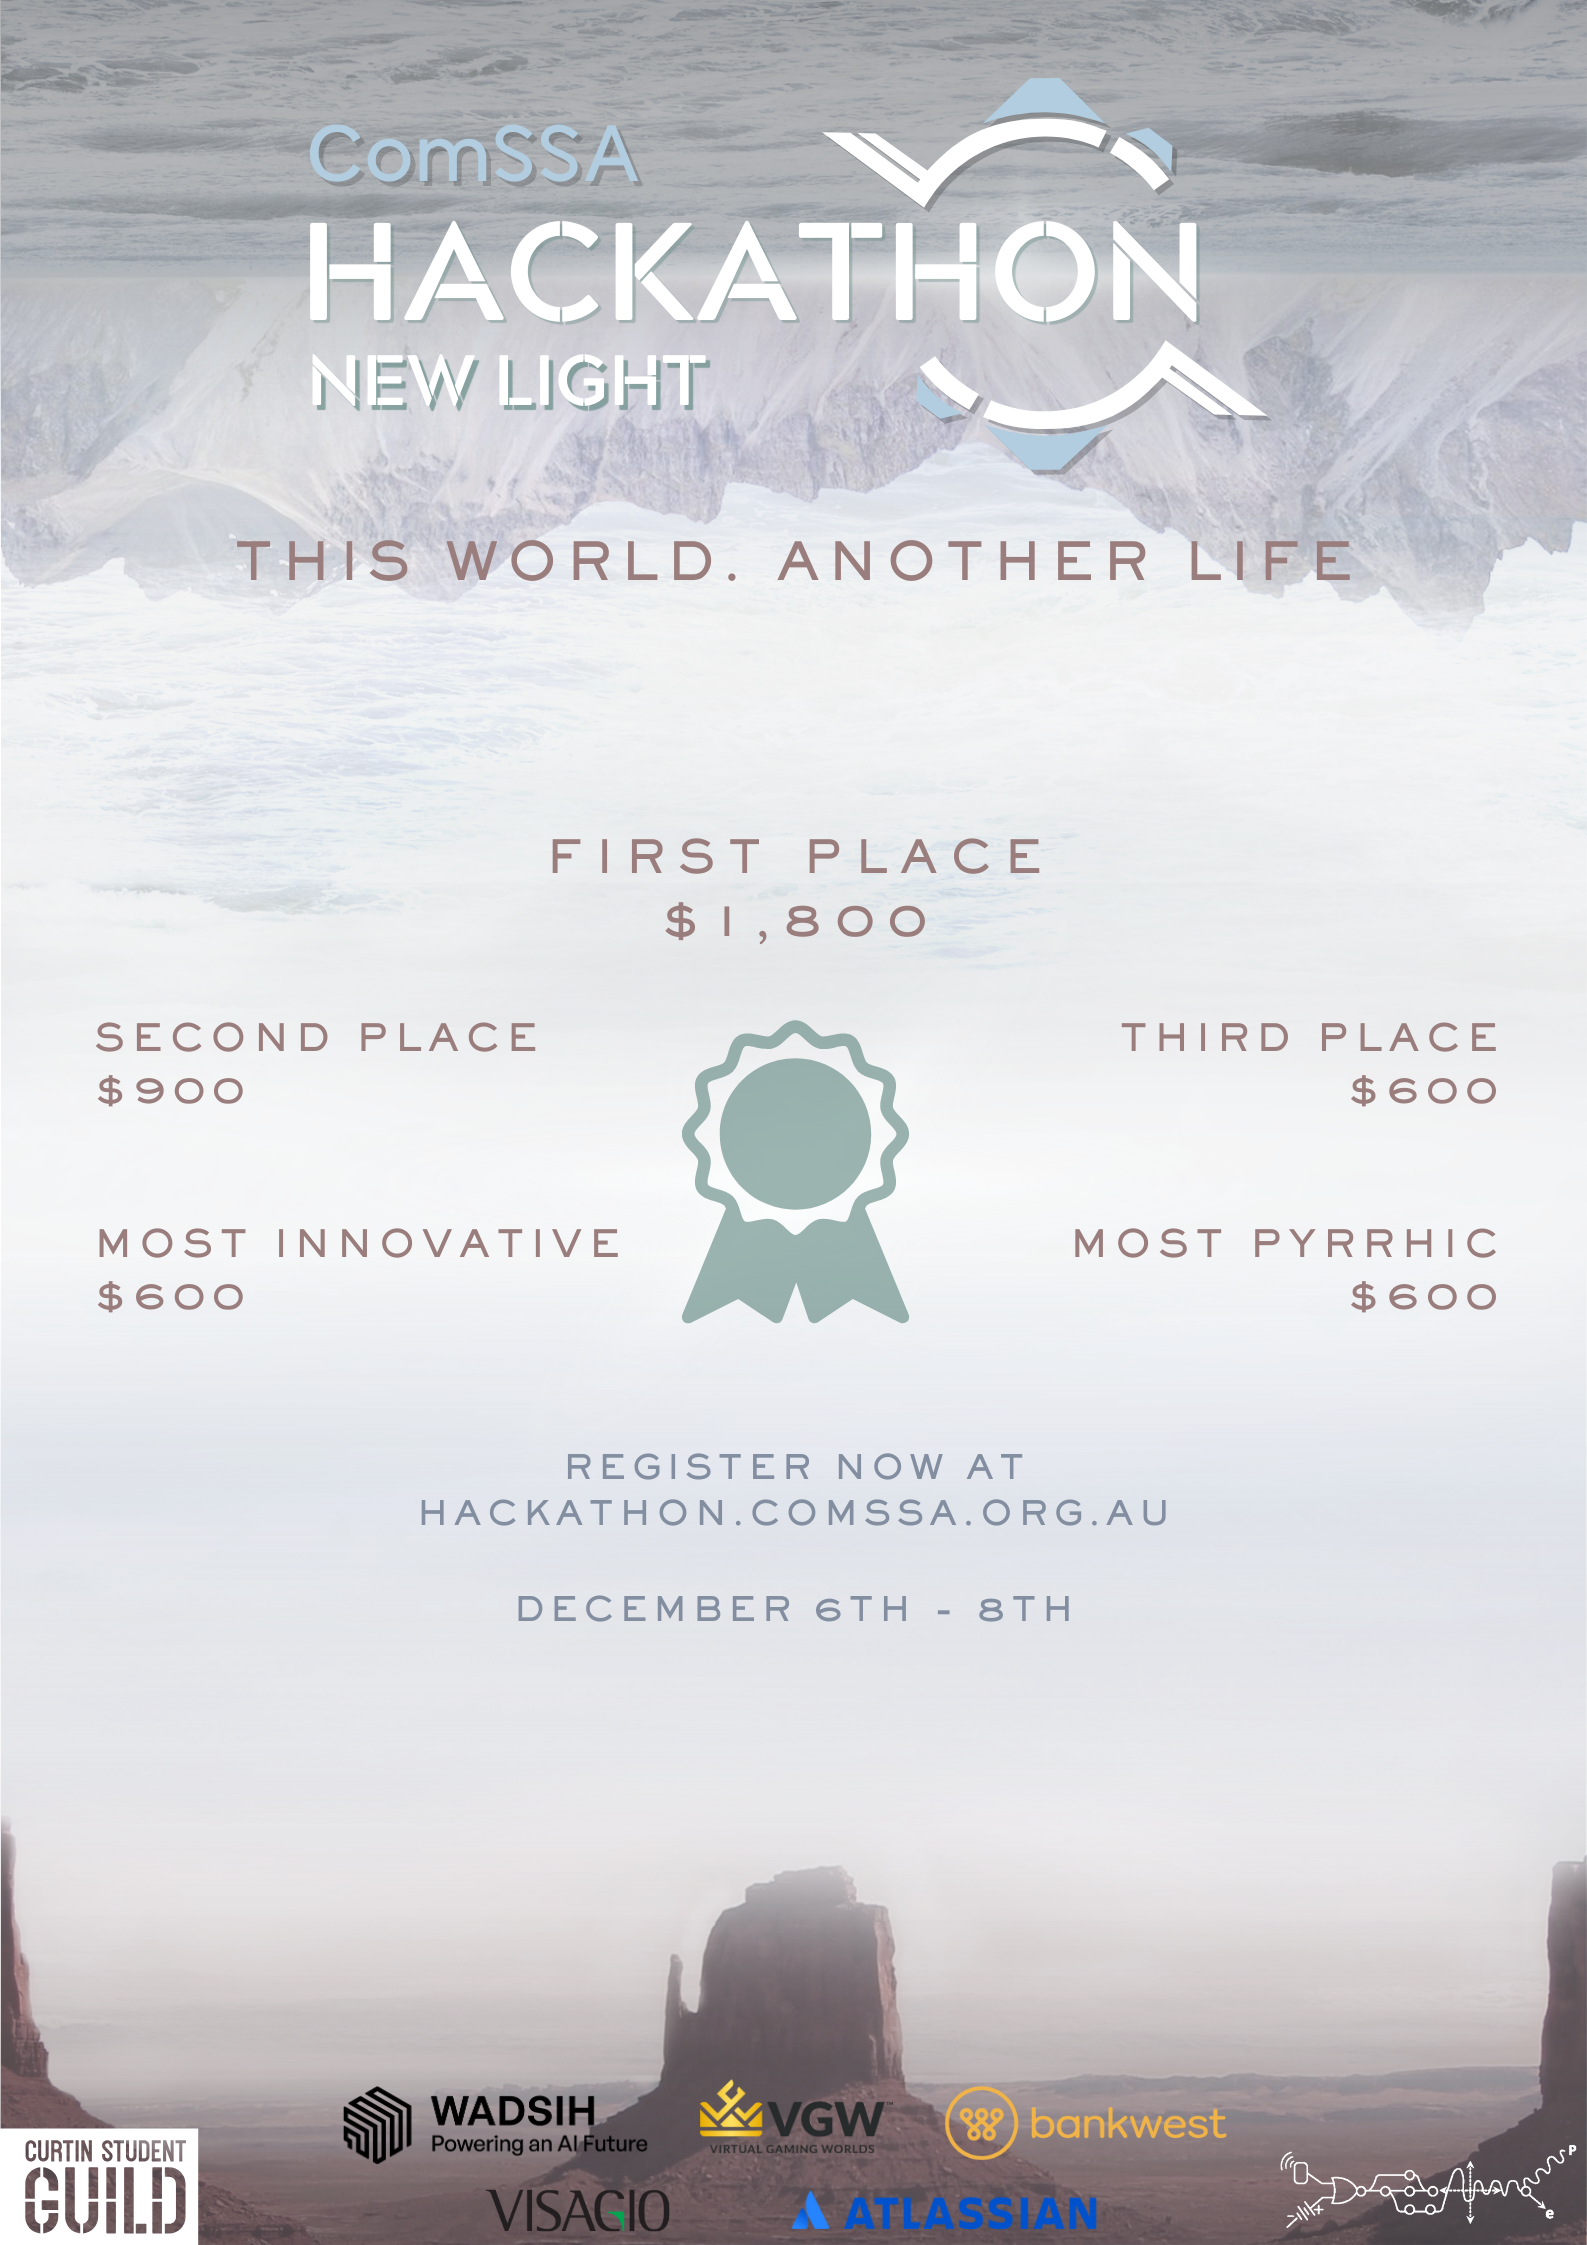 ComSSA
HACKATHON
NEW LIGHT
THIS WORLD. ANOTHER LIFE
FIRST PLACE
$1,800
SECOND PLACE
$900
THIRD PLACE
$600
MOST INNOVATIVE
$600
MOST PYRRHIC
$600
REGISTER NOW AT
HACKATHON.COMSSA.ORG.AU
DECEMBER 6TH - 8TH
WADSIH
Powering an AI Future
VGW™
VIRTUAL GAMING WORLDS
bankwest
CURTIN STUDENT
GUILD
VISAGIO
ATLASSIAN
P
e